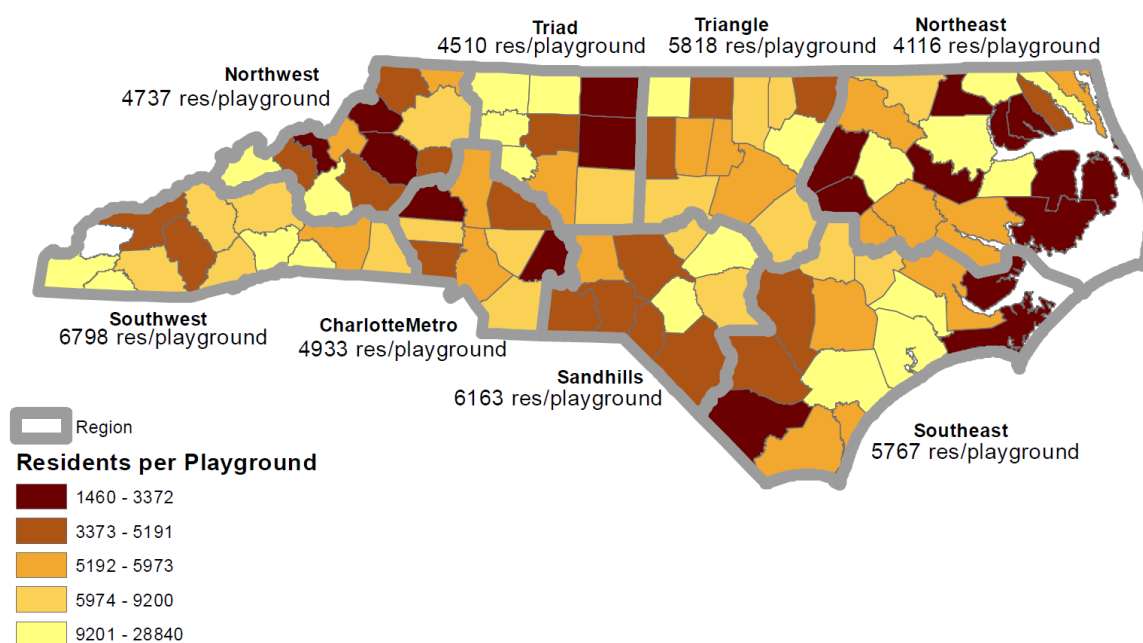 Triad
4510 res/playground
Triangle
5818 res/playground
Northeast
4116 res/playground
Northwest
4737 res/playground
Southwest
6798 res/playground
CharlotteMetro
4933 res/playground
Sandhills
6163 res/playground
Southeast
5767 res/playground
Region
Residents per Playground
1460 - 3372
3373 - 5191
5192 - 5973
5974 - 9200
9201 - 28840